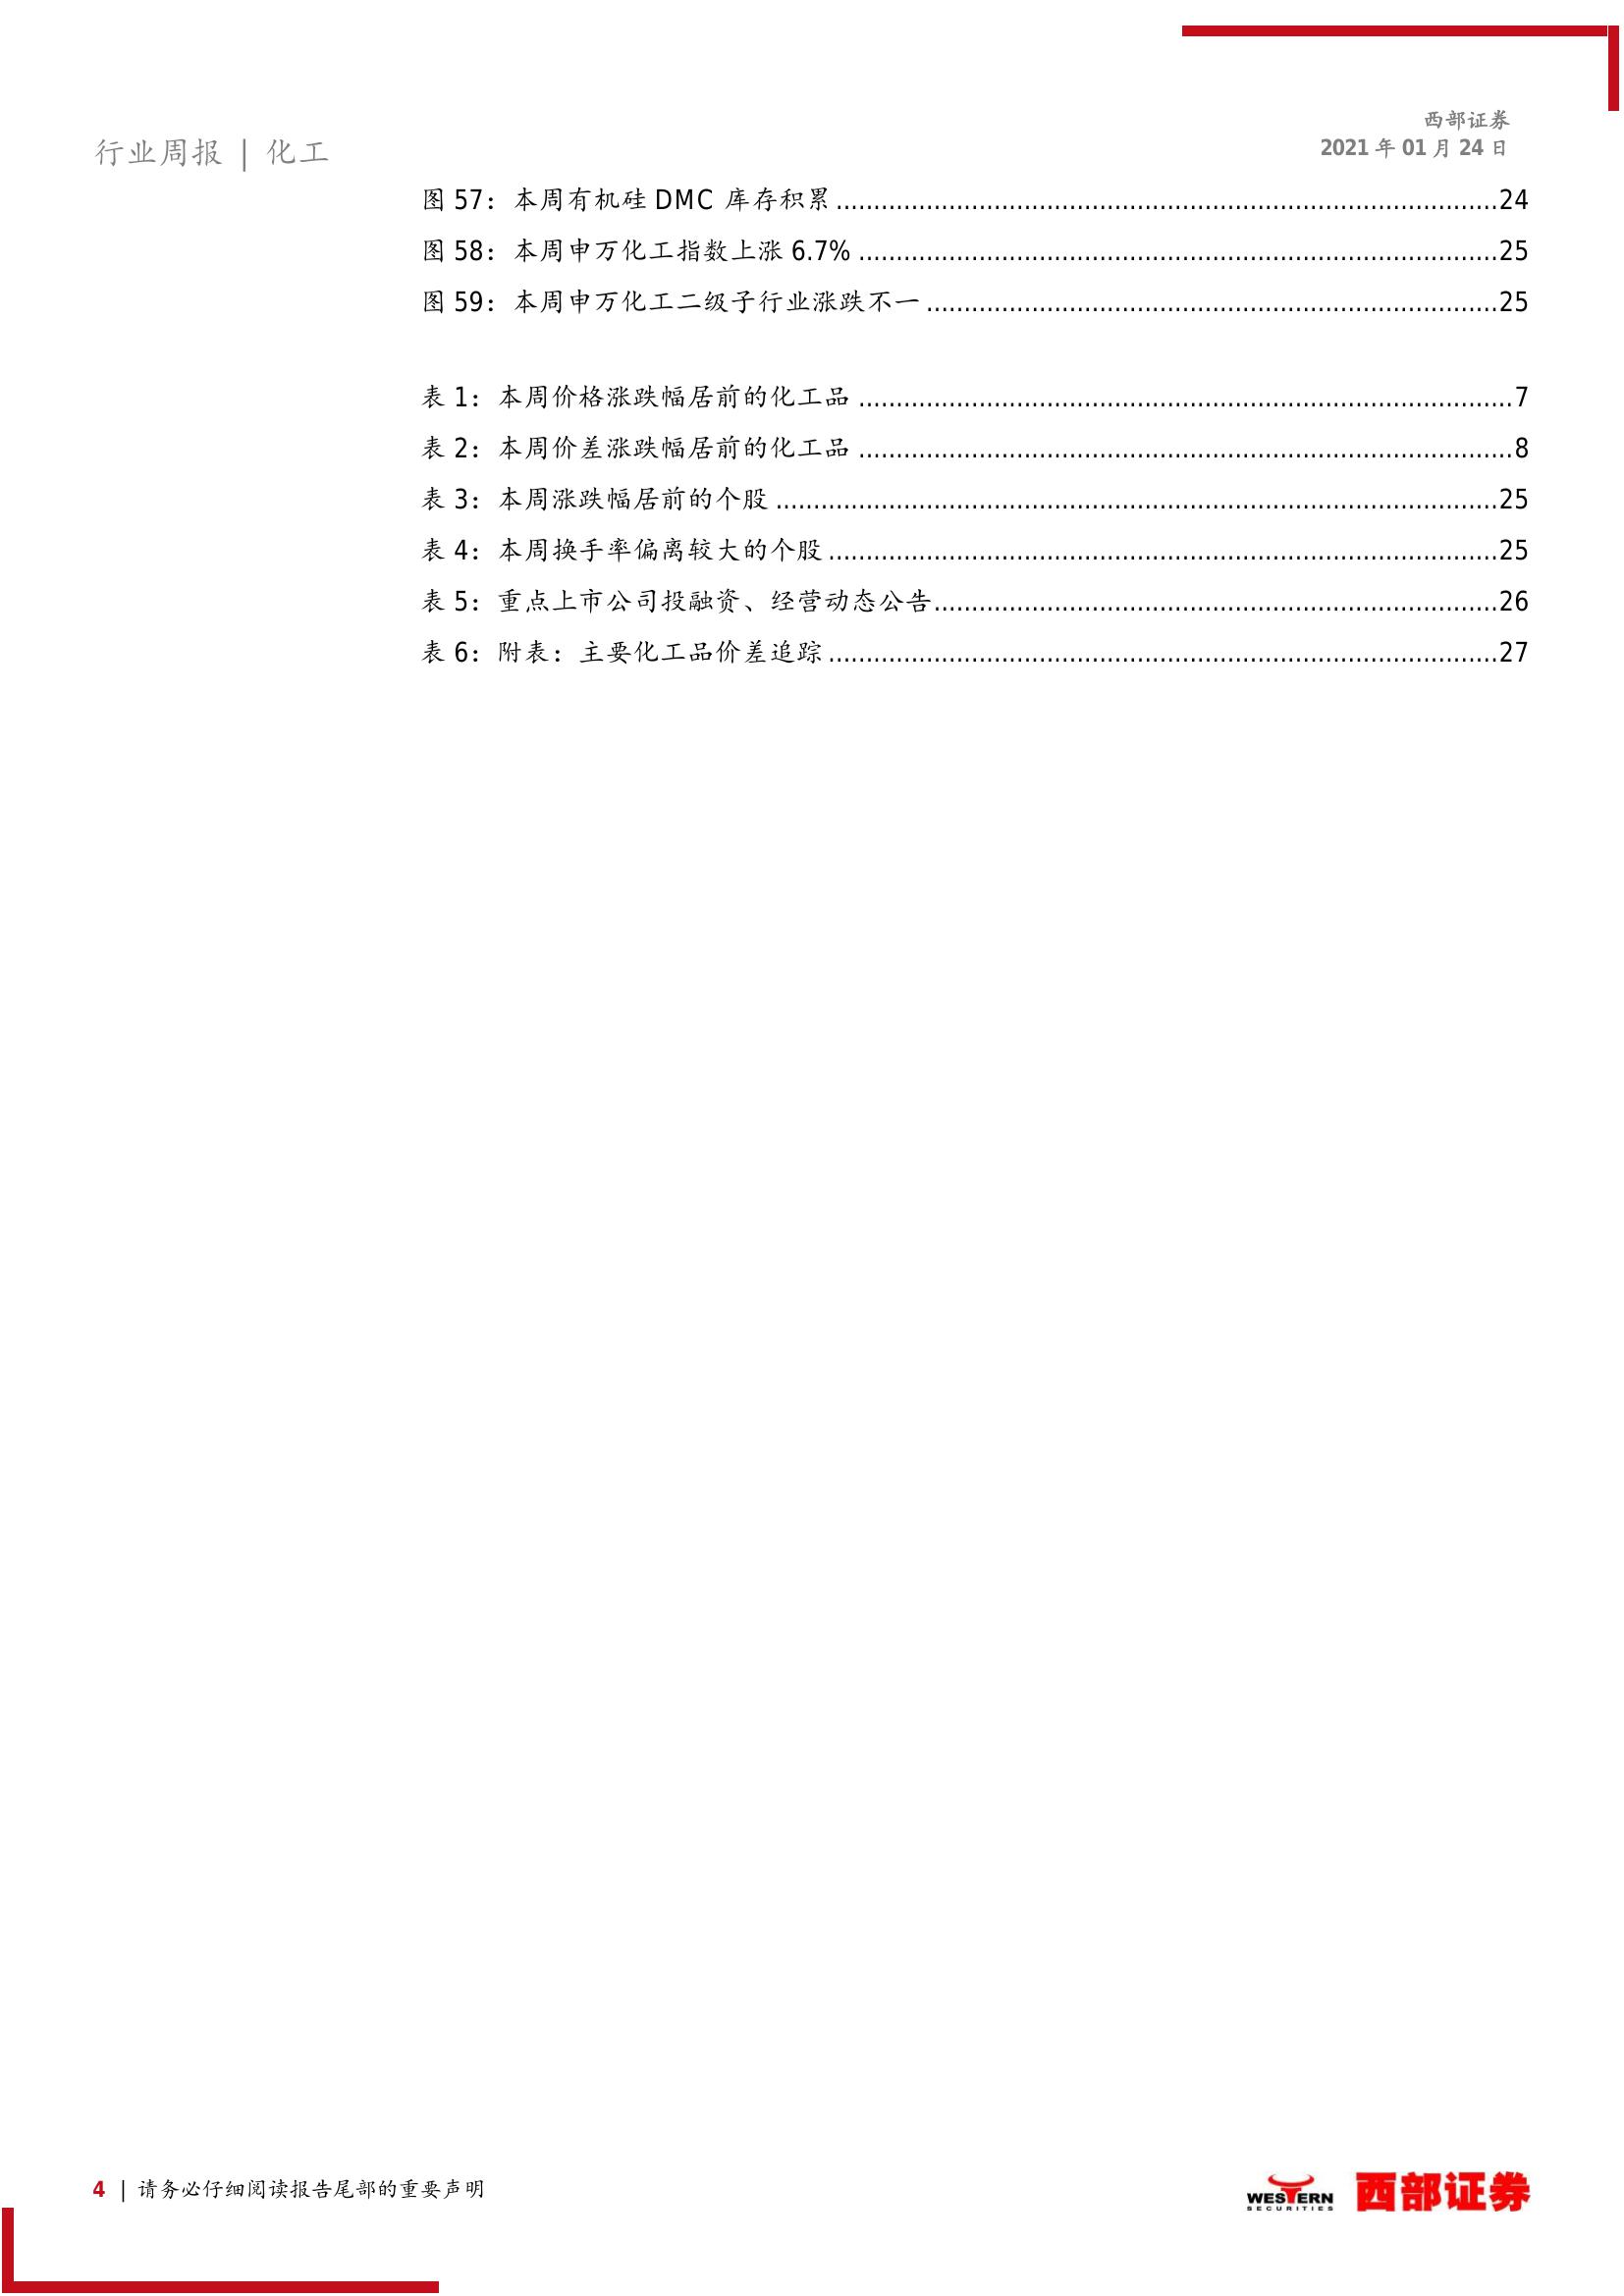 西部证券
行业周报 | 化工
2021 年 01 月 24 日
图 57：本周有机硅 DMC 库存积累........................................................................................24
图 58：本周申万化工指数上涨 6.7% .....................................................................................25
图 59：本周申万化工二级子行业涨跌不一............................................................................25
表 1：本周价格涨跌幅居前的化工品 .......................................................................................7
表 2：本周价差涨跌幅居前的化工品 .......................................................................................8
表 3：本周涨跌幅居前的个股 ................................................................................................25
表 4：本周换手率偏离较大的个股.........................................................................................25
表 5：重点上市公司投融资、经营动态公告...........................................................................26
表 6：附表：主要化工品价差追踪.........................................................................................27
4 | 请务必仔细阅读报告尾部的重要声明
WESTERN
SECURITIES
西部证券